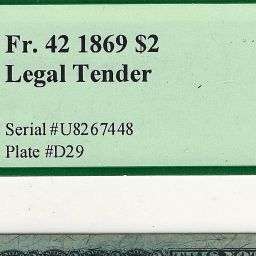 Fr. 42 1869 $2
Legal Tender
Serial #U8267448
Plate #D29